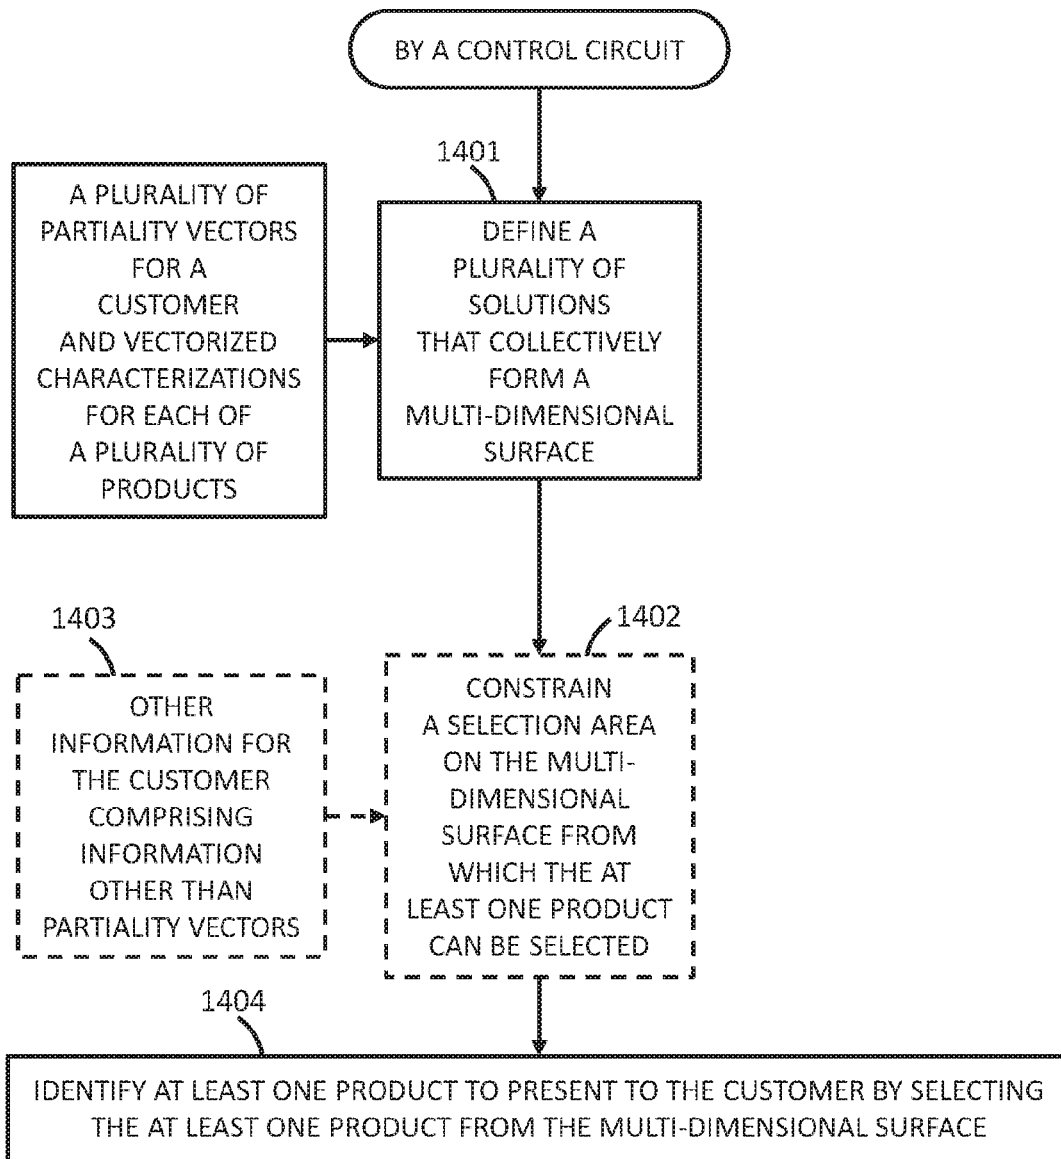 BY A CONTROL CIRCUIT
1401
A PLURALITY OF
PARTIALITY VECTORS
FOR A
CUSTOMER
AND VECTORIZED
CHARACTERIZATIONS
FOR EACH OF
A PLURALITY OF
PRODUCTS
DEFINE A
PLURALITY OF
SOLUTIONS
THAT COLLECTIVELY
FORM A
MULTI-DIMENSIONAL
SURFACE
1403
1402
OTHER
INFORMATION FOR
THE CUSTOMER
COMPRISING
INFORMATION
OTHER THAN
PARTIALITY VECTORS
CONSTRAIN
A SELECTION AREA
ON THE MULTI-
DIMENSIONAL
SURFACE FROM
WHICH THE AT
LEAST ONE PRODUCT
CAN BE SELECTED
1404
IDENTIFY AT LEAST ONE PRODUCT TO PRESENT TO THE CUSTOMER BY SELECTING
THE AT LEAST ONE PRODUCT FROM THE MULTI-DIMENSIONAL SURFACE